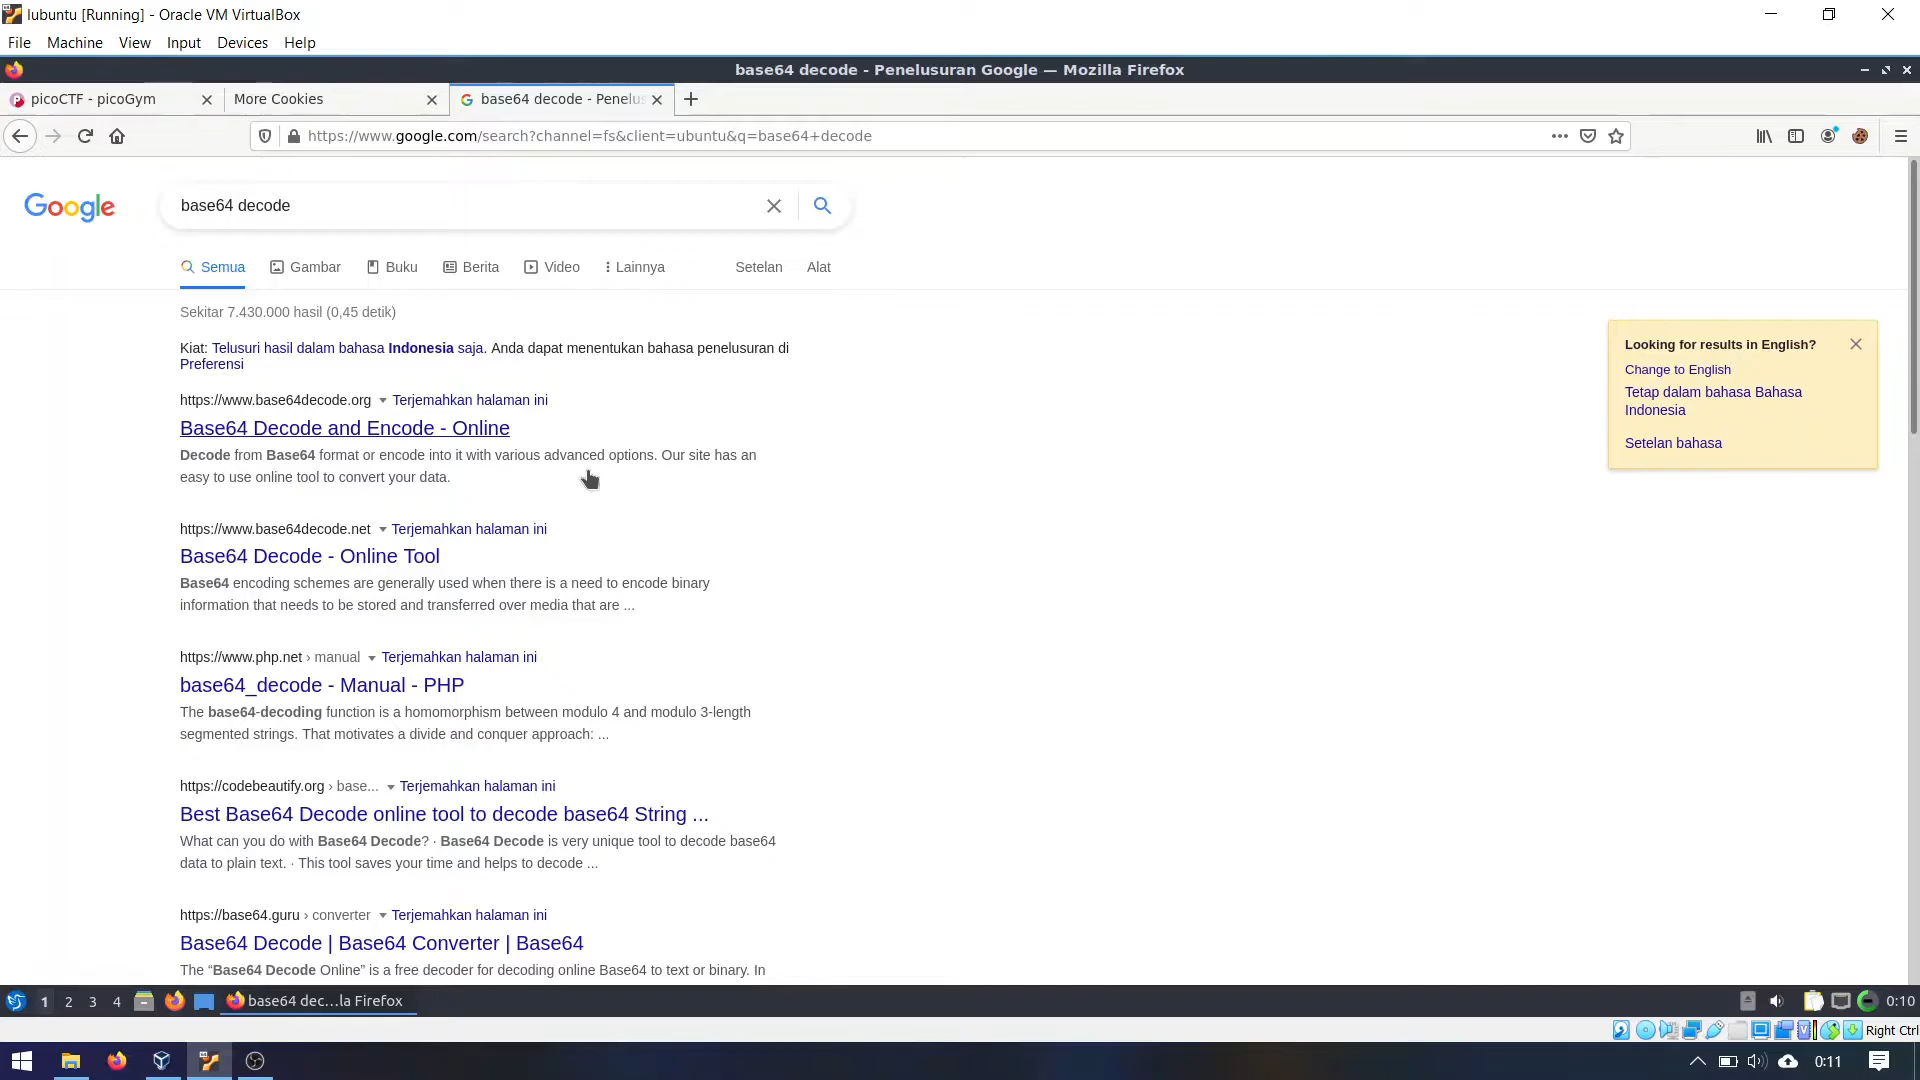 lubuntu [Running] - Oracle VM VirtualBox
File Machine View Input Devices Help
base64 decode - Penelusuran Google — Mozilla Firefox
picoCTF - picoGym
More Cookies
base64 decode - Penelus
https://www.google.com/search?channel=fs&client=ubuntu&q=base64+decode
Google
base64 decode
Semua Gambar Buku Berita Video Lainnya Setelan Alat
Sekitar 7.430.000 hasil (0,45 detik)
Kiat: Telusuri hasil dalam bahasa Indonesia saja. Anda dapat menentukan bahasa penelusuran di
Preferensi
https://www.base64decode.org Terjemahkan halaman ini
Base64 Decode and Encode - Online
Decode from Base64 format or encode into it with various advanced options. Our site has an
easy to use online tool to convert your data.
https://www.base64decode.net Terjemahkan halaman ini
Base64 Decode - Online Tool
Base64 encoding schemes are generally used when there is a need to encode binary
information that needs to be stored and transferred over media that are ...
https://www.php.net › manual Terjemahkan halaman ini
base64_decode - Manual - PHP
The base64-decoding function is a homomorphism between modulo 4 and modulo 3-length
segmented strings. That motivates a divide and conquer approach: ...
https://codebeautify.org › base... Terjemahkan halaman ini
Best Base64 Decode online tool to decode base64 String ...
What can you do with Base64 Decode? · Base64 Decode is very unique tool to decode base64
data to plain text. · This tool saves your time and helps to decode ...
https://base64.guru › converter Terjemahkan halaman ini
Base64 Decode | Base64 Converter | Base64
The “Base64 Decode Online” is a free decoder for decoding online Base64 to text or binary. In
Looking for results in English?
Change to English
Tetap dalam bahasa Bahasa
Indonesia
Setelan bahasa
1 2 3 4 base64 dec...la Firefox 0:10
Right Ctrl
0:11